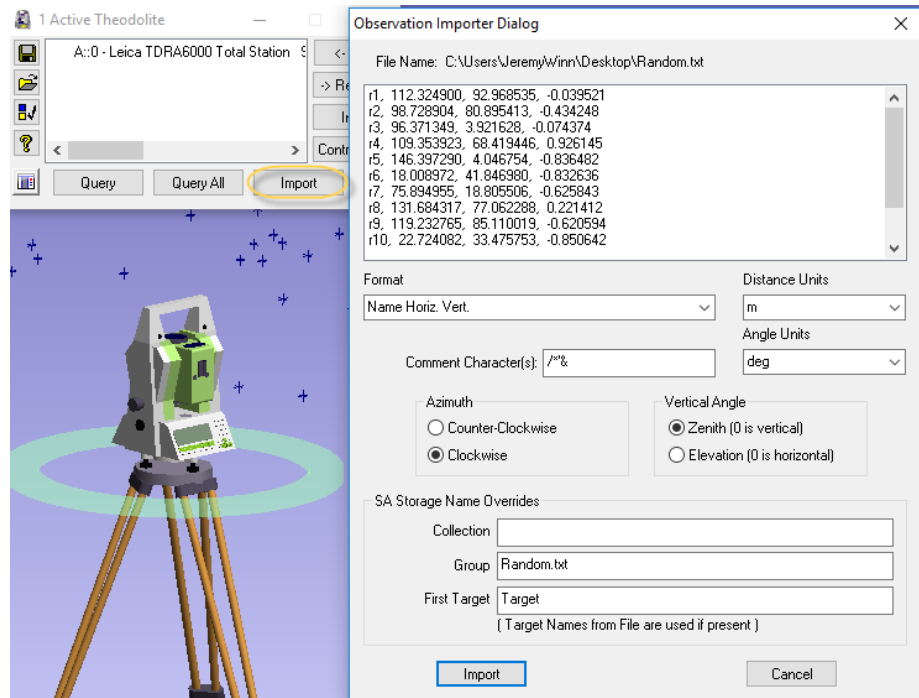 1 Active Theodolite
A::0 - Leica TDRA6000 Total Station
Query
Query All
Import
Observation Importer Dialog
File Name: C:\Users\JeremyWinn\Desktop\Random.txt
r1, 112.324900, 92.968535, -0.039521
r2, 98.728904, 80.895413, -0.434248
r3, 96.371349, 3.921628, -0.074374
r4, 109.353923, 68.419446, 0.926145
r5, 146.397290, 4.046754, -0.836482
r6, 18.008972, 41.846980, -0.832636
r7, 75.894955, 18.805506, -0.625843
r8, 131.684317, 77.062288, 0.221412
r9, 119.232765, 85.110019, -0.620594
r10, 22.724082, 33.475753, -0.850642
Format
Distance Units
Name Horiz. Vert.
m
Angle Units
Comment Character(s): /*'&
deg
Azimuth
Vertical Angle
Counter-Clockwise
Zenith (0 is vertical)
Clockwise
Elevation (0 is horizontal)
SA Storage Name Overrides
Collection
Group Random.txt
First Target Target
( Target Names from File are used if present )
Import
Cancel